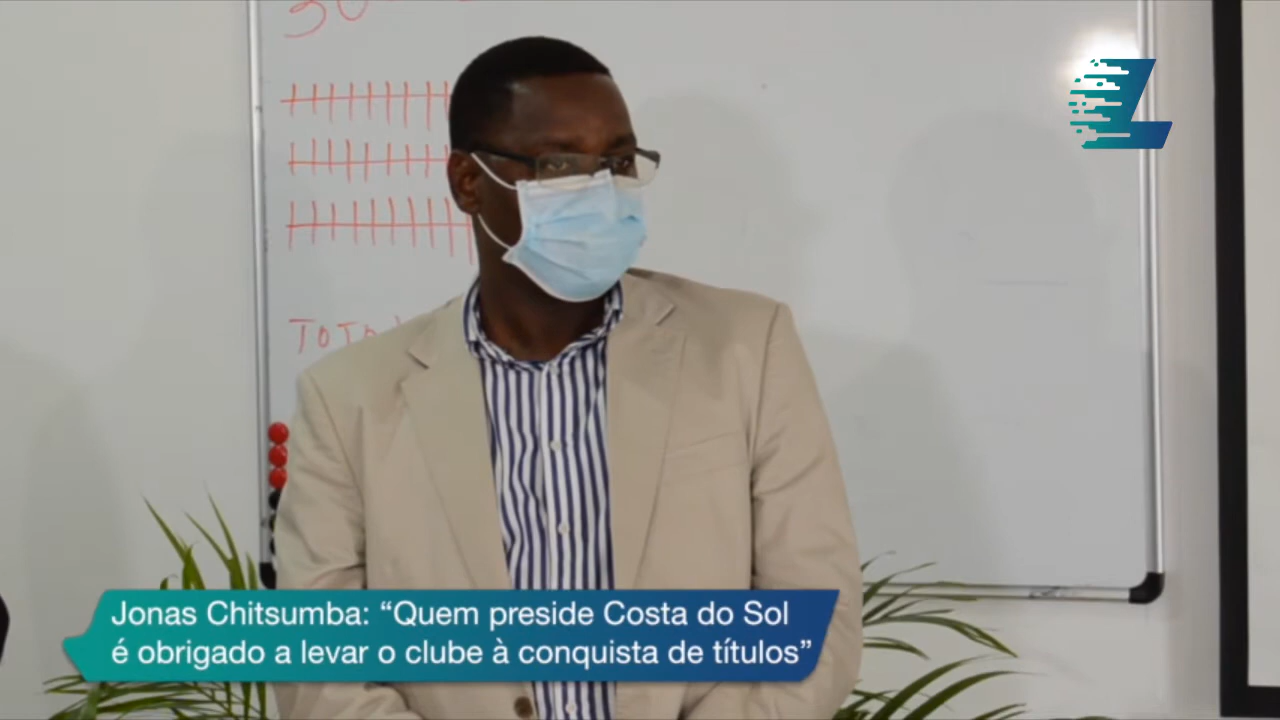 Jonas Chitsumba: “Quem preside Costa do Sol
é obrigado a levar o clube à conquista de títulos”